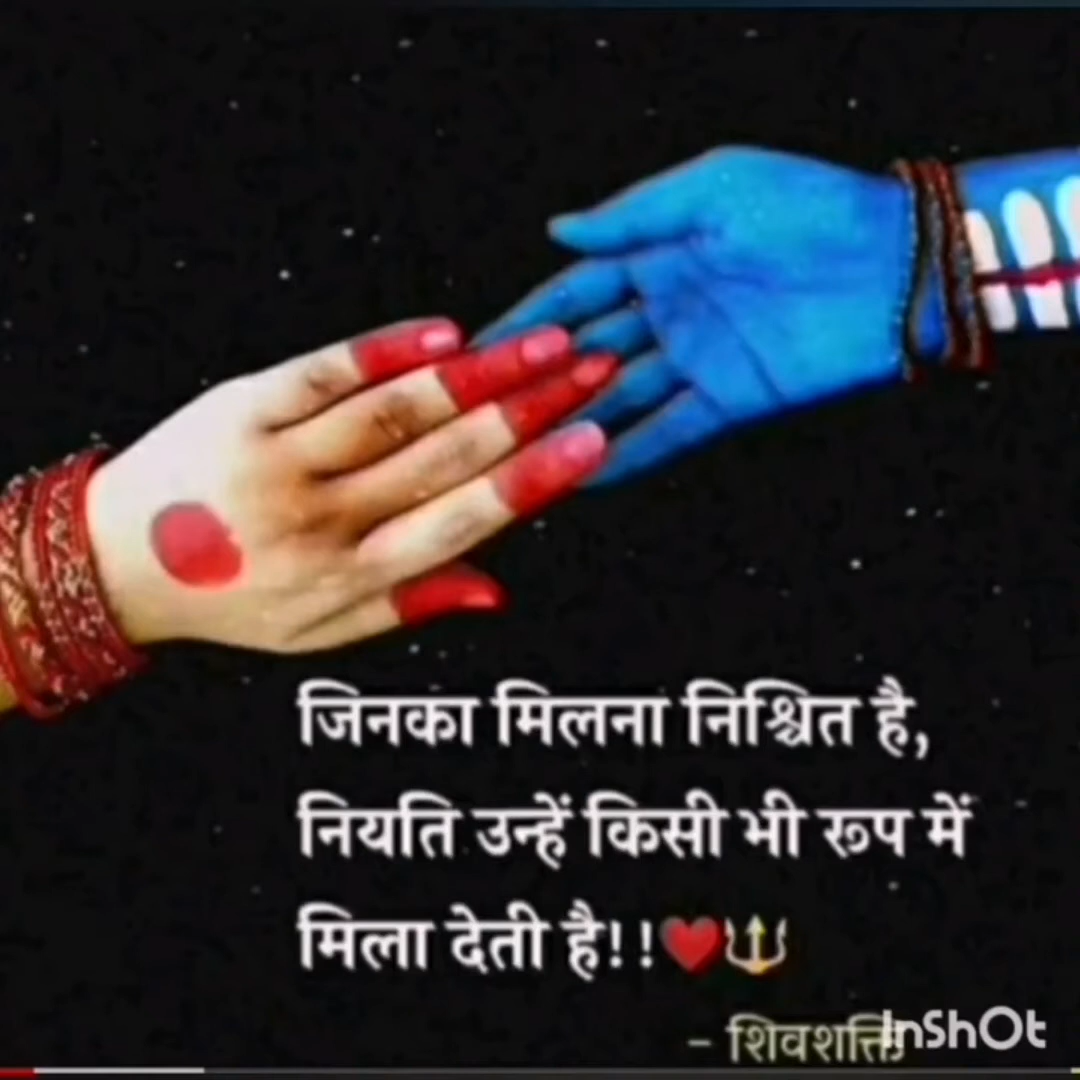 जिनका मिलना निश्चित है,
नियति उन्हें किसी भी रूप में
मिला देती है!!❤️🔱
- शिवशक्ति
InShOt